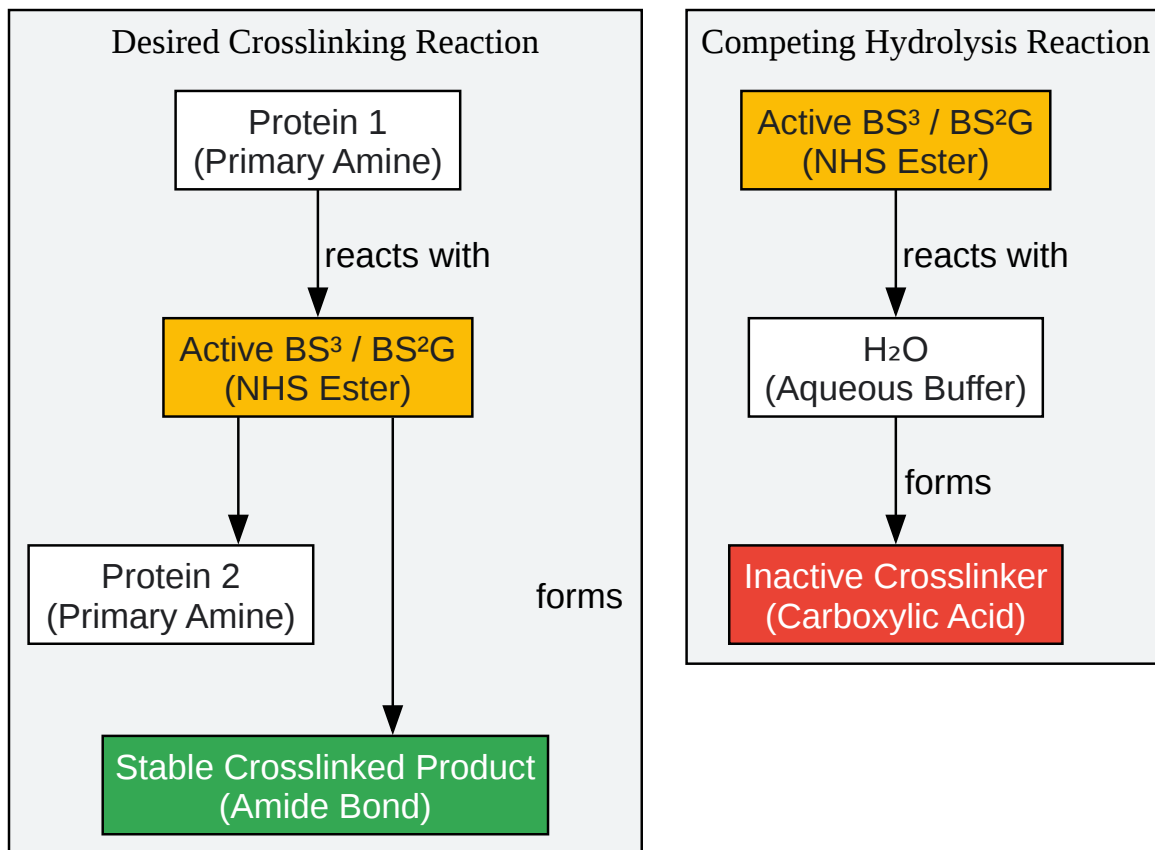 Desired Crosslinking Reaction
Protein 1
(Primary Amine)
reacts with
Active BS³ / BS²G
(NHS Ester)
Protein 2
(Primary Amine)
forms
Stable Crosslinked Product
(Amide Bond)
Competing Hydrolysis Reaction
Active BS³ / BS²G
(NHS Ester)
reacts with
H₂O
(Aqueous Buffer)
forms
Inactive Crosslinker
(Carboxylic Acid)